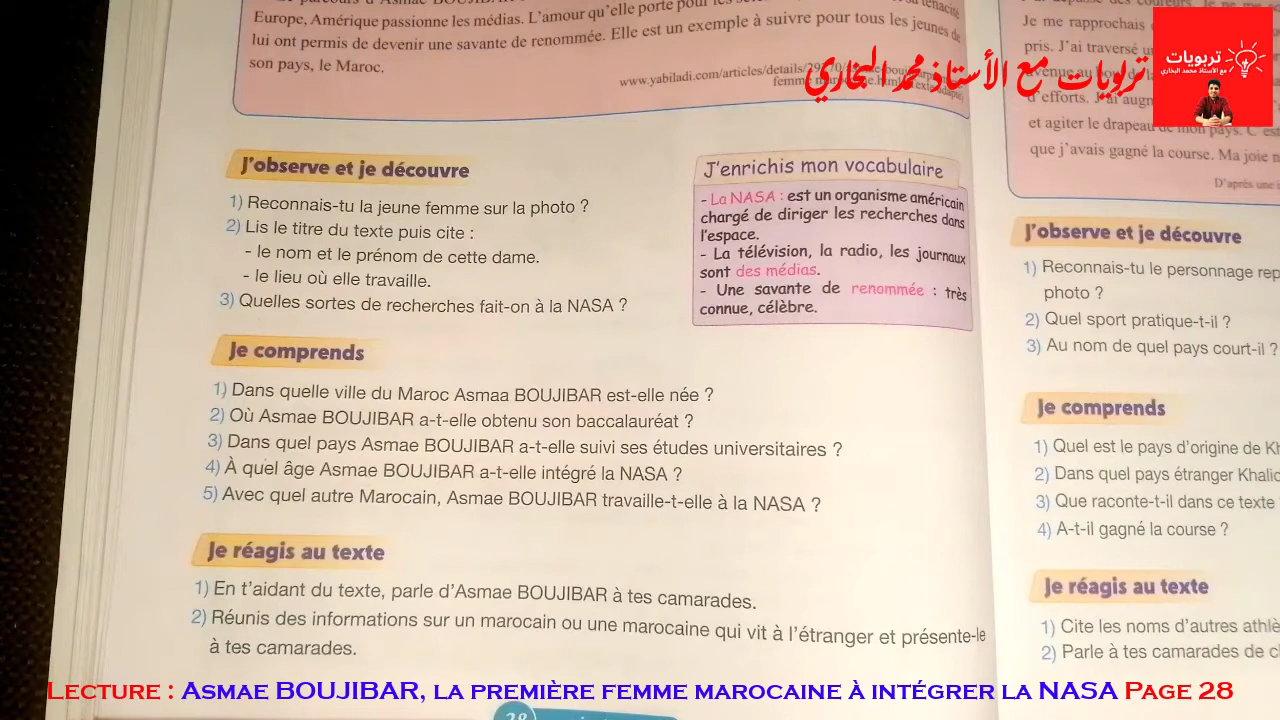 Europe, Amérique passionne les médias. L'amour qu'elle porte pour les
lui ont permis de devenir une savante de renommée. Elle est un exemple à suivre pour tous les jeunes de
son pays, le Maroc.
www.yabiladi.com/articles/details/
تربويات مع الأستاذ محمد البخاري
تربويات
مع الأستاذ محمد البخاري
J'observe et je découvre
1) Reconnais-tu la jeune femme sur la photo ?
2) Lis le titre du texte puis cite :
- le nom et le prénom de cette dame.
- le lieu où elle travaille.
3) Quelles sortes de recherches fait-on à la NASA ?
J'enrichis mon vocabulaire
- La NASA : est un organisme américain
chargé de diriger les recherches dans
l'espace.
- La télévision, la radio, les journaux
sont des médias.
- Une savante de renommée : très
connue, célèbre.
Je comprends
1) Dans quelle ville du Maroc Asmaa BOUJIBAR est-elle née ?
2) Où Asmae BOUJIBAR a-t-elle obtenu son baccalauréat ?
3) Dans quel pays Asmae BOUJIBAR a-t-elle suivi ses études universitaires ?
4) À quel âge Asmae BOUJIBAR a-t-elle intégré la NASA ?
5) Avec quel autre Marocain, Asmae BOUJIBAR travaille-t-elle à la NASA ?
Je réagis au texte
1) En t'aidant du texte, parle d'Asmae BOUJIBAR à tes camarades.
2) Réunis des informations sur un marocain ou une marocaine qui vit à l'étranger et présente-le
à tes camarades.
Je me rapprochais
pris. J'ai traversé
d'efforts. J'ai
et agiter le drapeau de mon pays. C'est
que j'avais gagné la course. Ma joie
D'après une
J'observe et je découvre
1) Reconnais-tu le personnage
photo ?
2) Quel sport pratique-t-il ?
3) Au nom de quel pays court-il ?
Je comprends
1) Quel est le pays d'origine de
2) Dans quel pays étranger
3) Que raconte-t-il dans ce texte
4) A-t-il gagné la course ?
Je réagis au texte
1) Cite les noms d'autres
2) Parle à tes camarades de
Lecture : Asmae BOUJIBAR, la première femme marocaine à intégrer la NASA Page 28
28